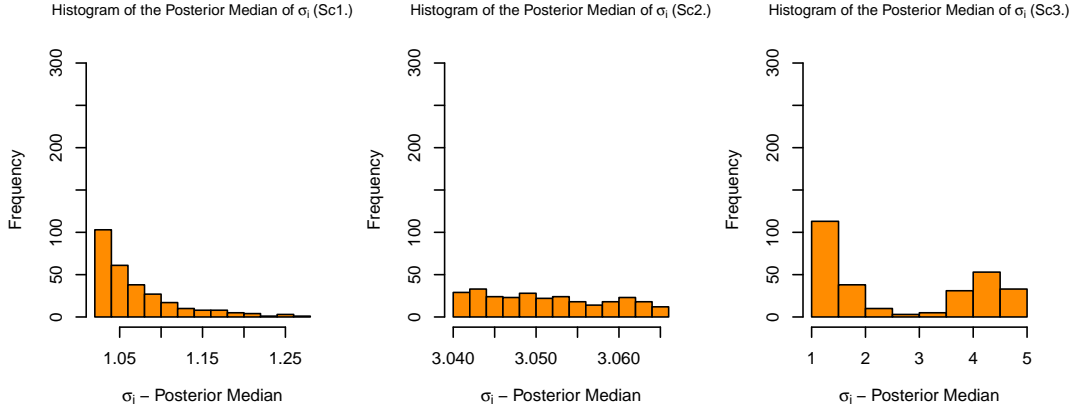 Histogram of the Posterior Median of σi (Sc1.)
Frequency
0 50 100 200 300
1.05 1.15 1.25
σi − Posterior Median
Histogram of the Posterior Median of σi (Sc2.)
Frequency
0 50 100 200 300
3.040 3.050 3.060
σi − Posterior Median
Histogram of the Posterior Median of σi (Sc3.)
Frequency
0 50 100 200 300
1 2 3 4 5
σi − Posterior Median